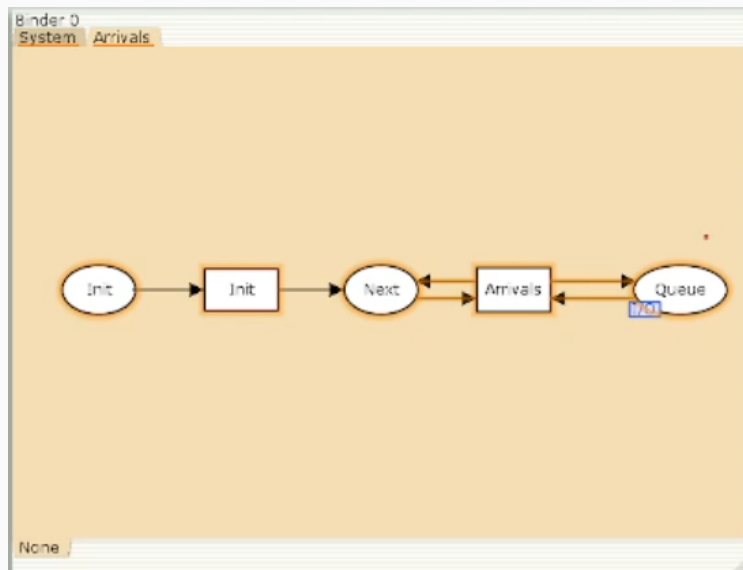 Binder 0
System Arrivals
Init Init Next Arrivals Queue
I/O
None